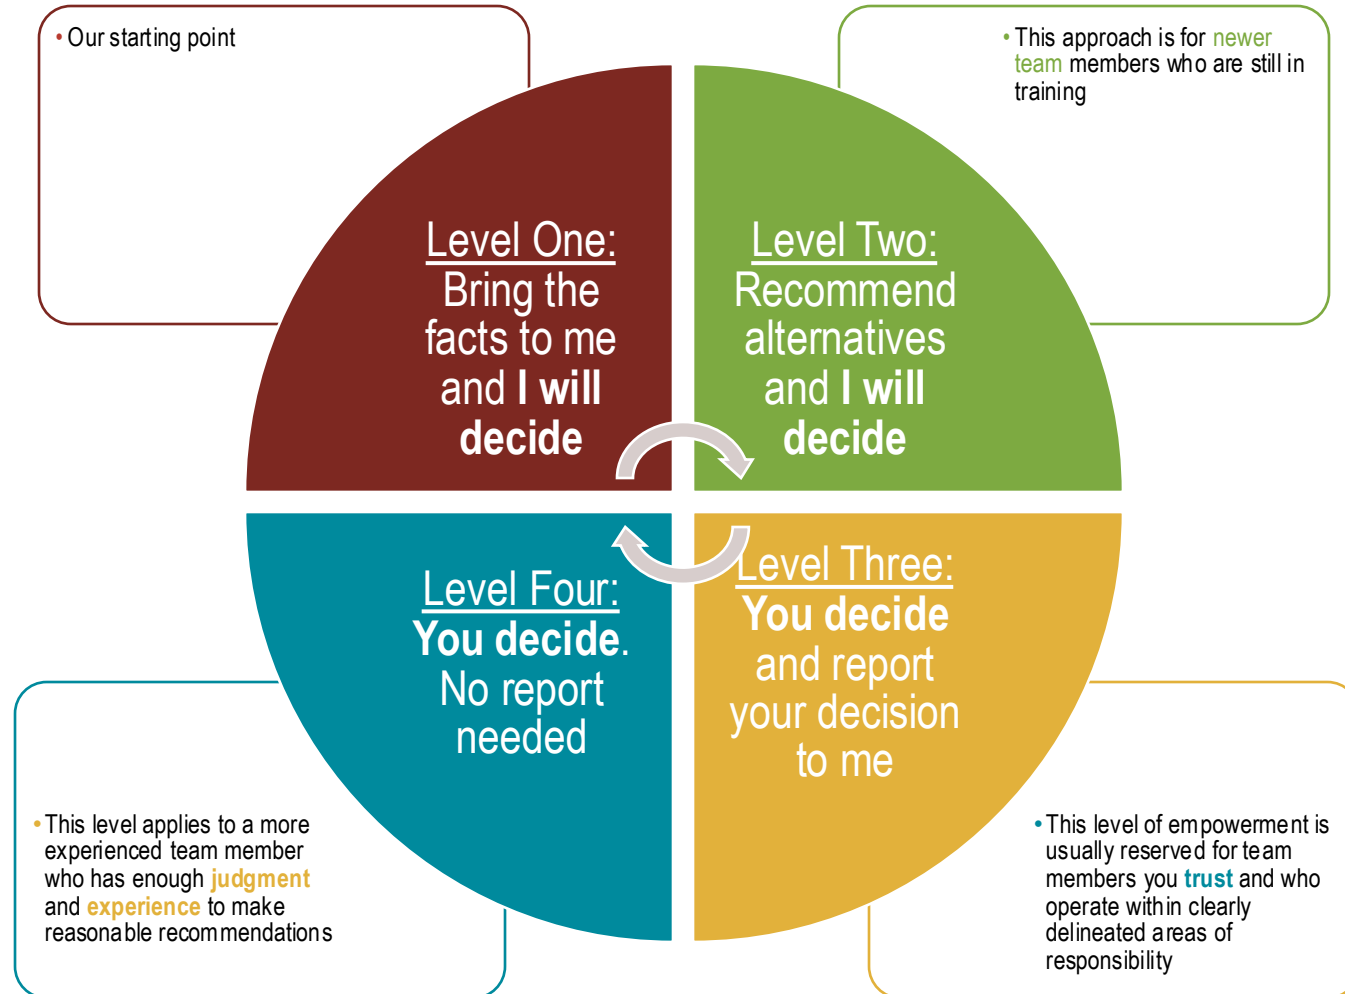 • Our starting point
• This approach is for newer
team members who are still in
training
Level One:
Bring the
facts to me
and I will
decide
Level Two:
Recommend
alternatives
and I will
decide
Level Four:
You decide.
No report
needed
Level Three:
You decide
and report
your decision
to me
• This level applies to a more
experienced team member
who has enough judgment
and experience to make
reasonable recommendations
• This level of empowerment is
usually reserved for team
members you trust and who
operate within clearly
delineated areas of
responsibility